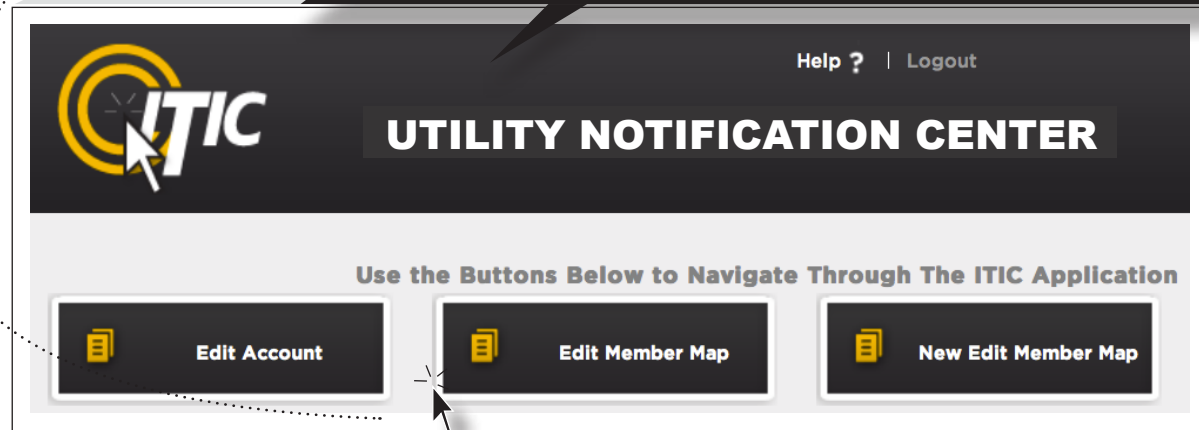 Help ? | Logout
ITIC
UTILITY NOTIFICATION CENTER
Use the Buttons Below to Navigate Through The ITIC Application
Edit Account
Edit Member Map
New Edit Member Map